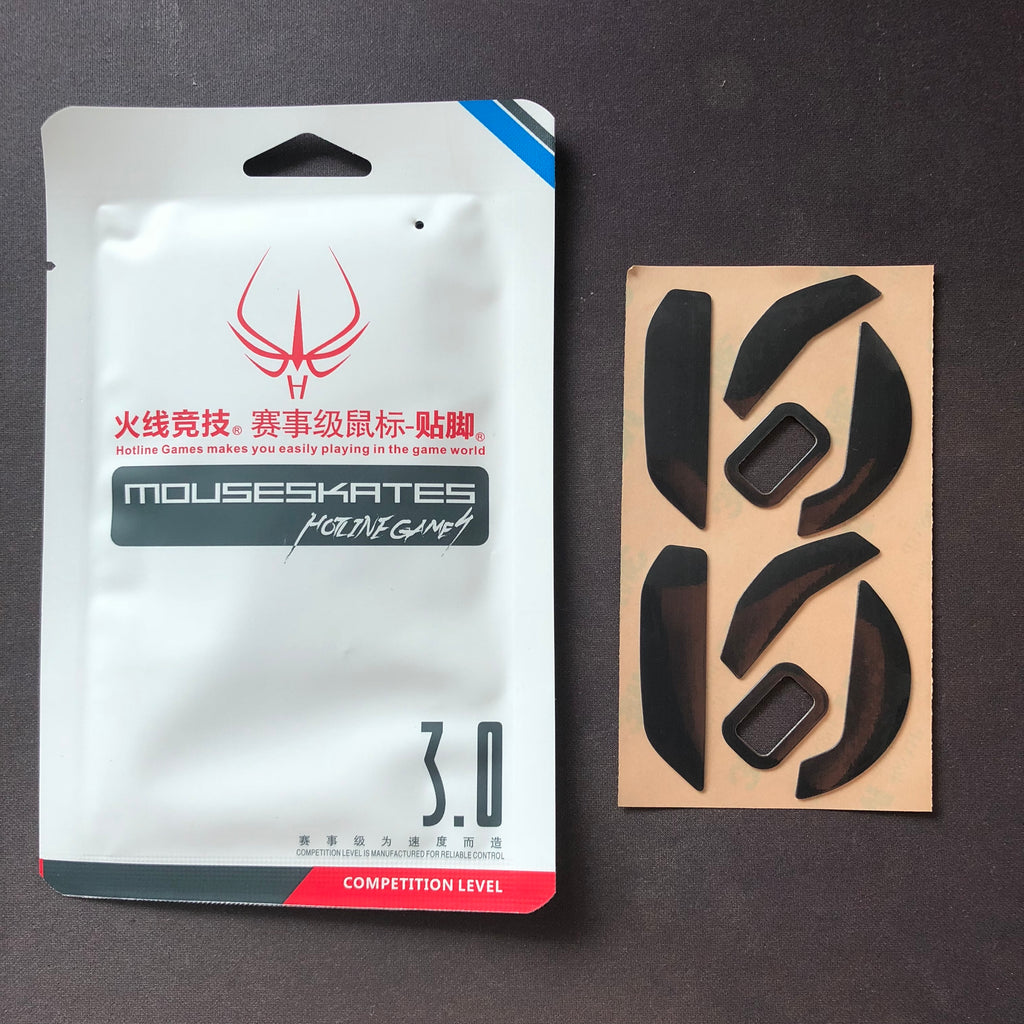 H
火线竞技® 赛事级鼠标-贴脚®
Hotline Games makes you easily playing in the game world
MOUSESKATES
HOTLINE GAMES
3.0
赛事级为速度而造
COMPETITION LEVEL IS MANUFACTURED FOR RELIABLE CONTROL
COMPETITION LEVEL